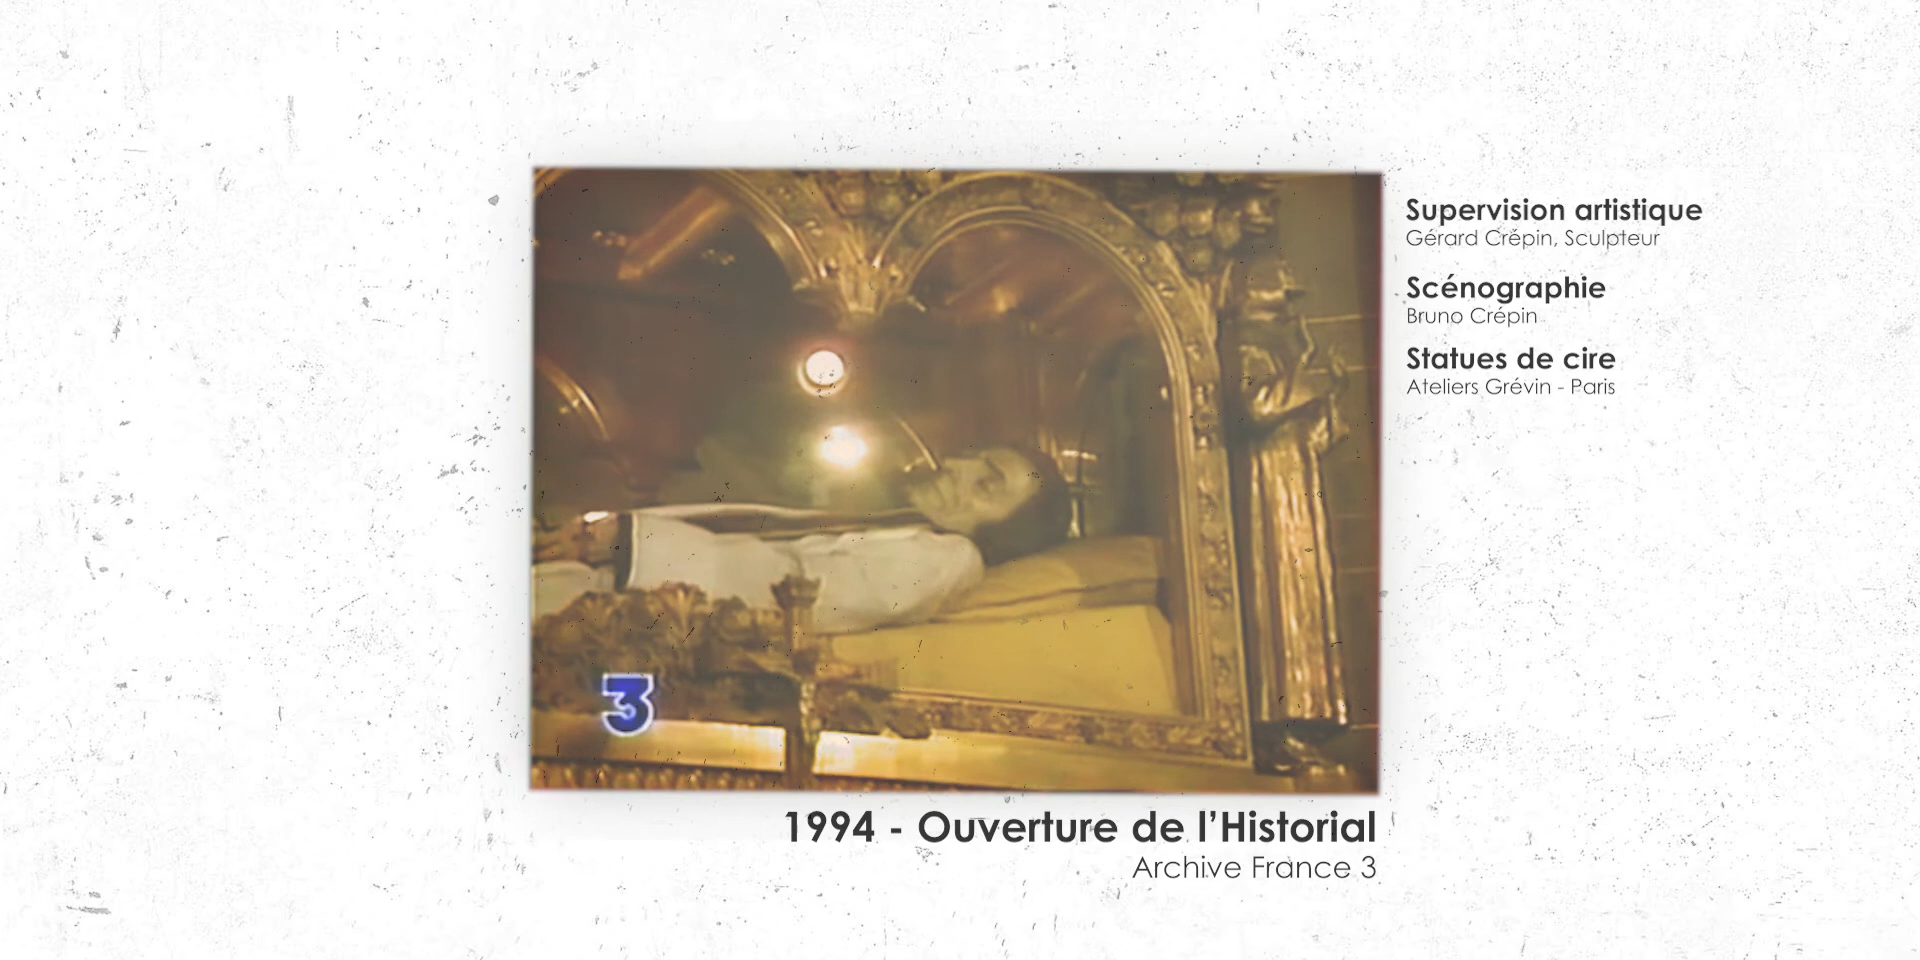 Supervision artistique
Gérard Crépin, Sculpteur
Scénographie
Bruno Crépin
Statues de cire
Ateliers Grévin - Paris
3
1994 - Ouverture de l’Historial
Archive France 3